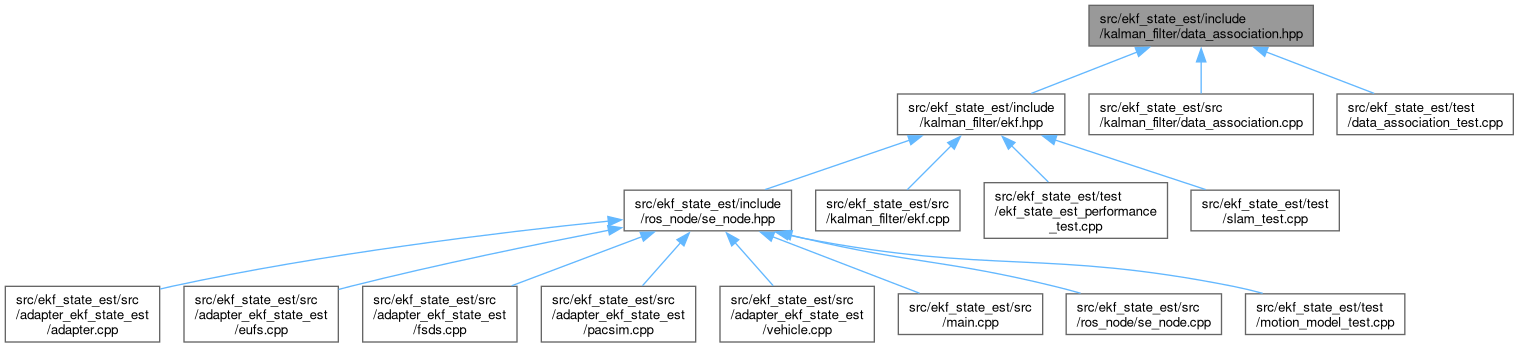 src/ekf_state_est/include
/kalman_filter/data_association.hpp
src/ekf_state_est/include
/kalman_filter/ekf.hpp
src/ekf_state_est/src
/kalman_filter/data_association.cpp
src/ekf_state_est/test
/data_association_test.cpp
src/ekf_state_est/include
/ros_node/se_node.hpp
src/ekf_state_est/src
/kalman_filter/ekf.cpp
src/ekf_state_est/test
/ekf_state_est_performance
_test.cpp
src/ekf_state_est/test
/slam_test.cpp
src/ekf_state_est/src
/adapter_ekf_state_est
/adapter.cpp
src/ekf_state_est/src
/adapter_ekf_state_est
/eufs.cpp
src/ekf_state_est/src
/adapter_ekf_state_est
/fsds.cpp
src/ekf_state_est/src
/adapter_ekf_state_est
/pacsim.cpp
src/ekf_state_est/src
/adapter_ekf_state_est
/vehicle.cpp
src/ekf_state_est/src
/main.cpp
src/ekf_state_est/src
/ros_node/se_node.cpp
src/ekf_state_est/test
/motion_model_test.cpp